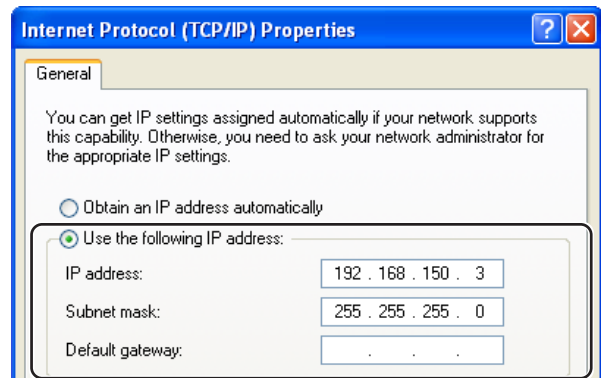 Internet Protocol (TCP/IP) Properties
General
You can get IP settings assigned automatically if your network supports
this capability. Otherwise, you need to ask your network administrator for
the appropriate IP settings.
Obtain an IP address automatically
Use the following IP address:
IP address: 192 . 168 . 150 . 3
Subnet mask: 255 . 255 . 255 . 0
Default gateway: . . .